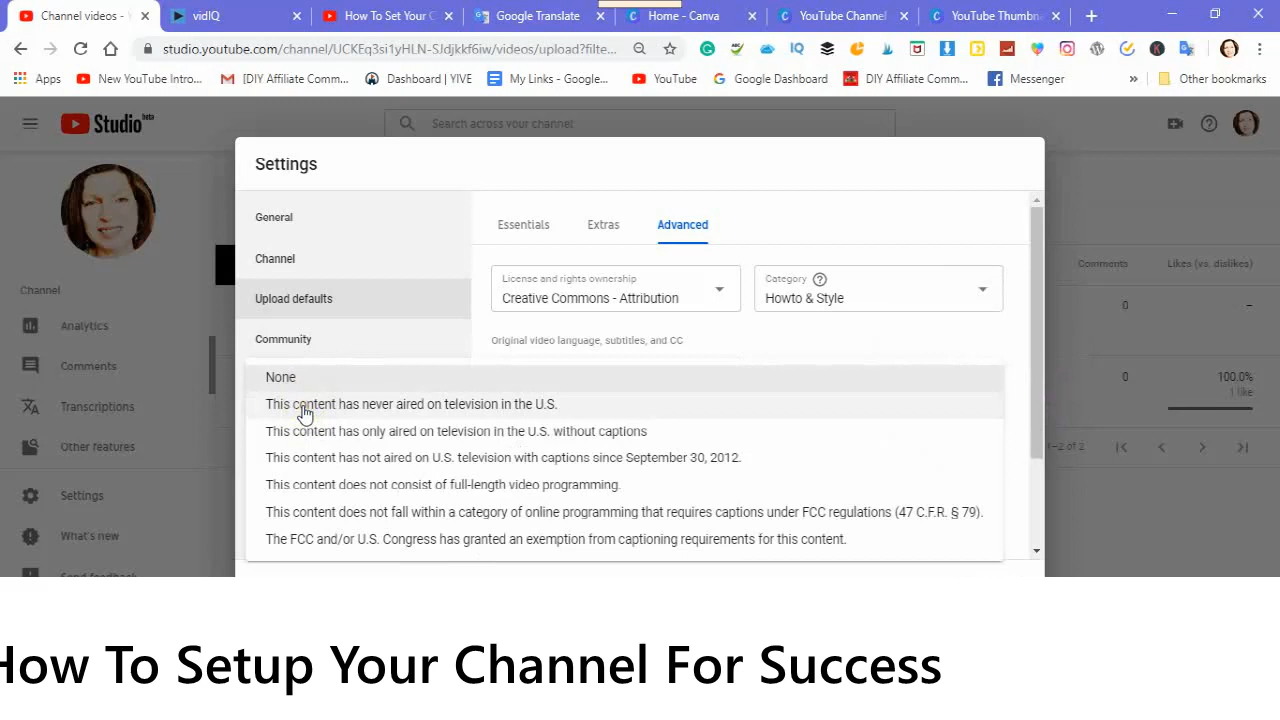 Channel videos - Y
vidIQ
How To Set Your C
Google Translate
Home - Canva
YouTube Channel
YouTube Thumbna
studio.youtube.com/channel/UCKEq3si1yHLN-SJdjkkf6iw/videos/upload?filte...
Apps
New YouTube Intro...
[DIY Affiliate Comm...
Dashboard | YIVE
My Links - Google...
YouTube
Google Dashboard
DIY Affiliate Comm...
Messenger
» Other bookmarks
Studio beta
Search across your channel
Settings
General
Channel
Upload defaults
Community
Essentials
Extras
Advanced
License and rights ownership
Creative Commons - Attribution
Category
Howto & Style
Original video language, subtitles, and CC
None
This content has never aired on television in the U.S.
This content has only aired on television in the U.S. without captions
This content has not aired on U.S. television with captions since September 30, 2012.
This content does not consist of full-length video programming.
This content does not fall within a category of online programming that requires captions under FCC regulations (47 C.F.R. § 79).
The FCC and/or U.S. Congress has granted an exemption from captioning requirements for this content.
Channel
Analytics
Comments
Transcriptions
Other features
Settings
What's new
Send feedback
Comments
Likes (vs. dislikes)
0
–
0
100.0%
1 like
1–2 of 2
How To Setup Your Channel For Success